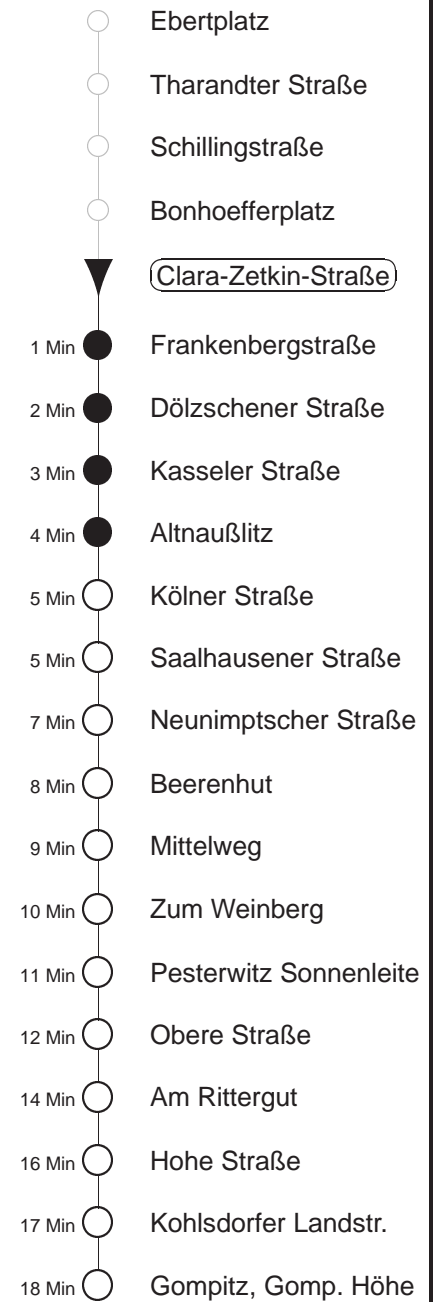 Ebertplatz
Tharandter Straße
Schillingstraße
Bonhoefferplatz
Clara-Zetkin-Straße
1 Min Frankenbergstraße
2 Min Dölzschener Straße
3 Min Kasseler Straße
4 Min Altnaußlitz
5 Min Kölner Straße
5 Min Saalhausener Straße
7 Min Neunimptscher Straße
8 Min Beerenhut
9 Min Mittelweg
10 Min Zum Weinberg
11 Min Pesterwitz Sonnenleite
12 Min Obere Straße
14 Min Am Rittergut
16 Min Hohe Straße
17 Min Kohlsdorfer Landstr.
18 Min Gompitz, Gomp. Höhe